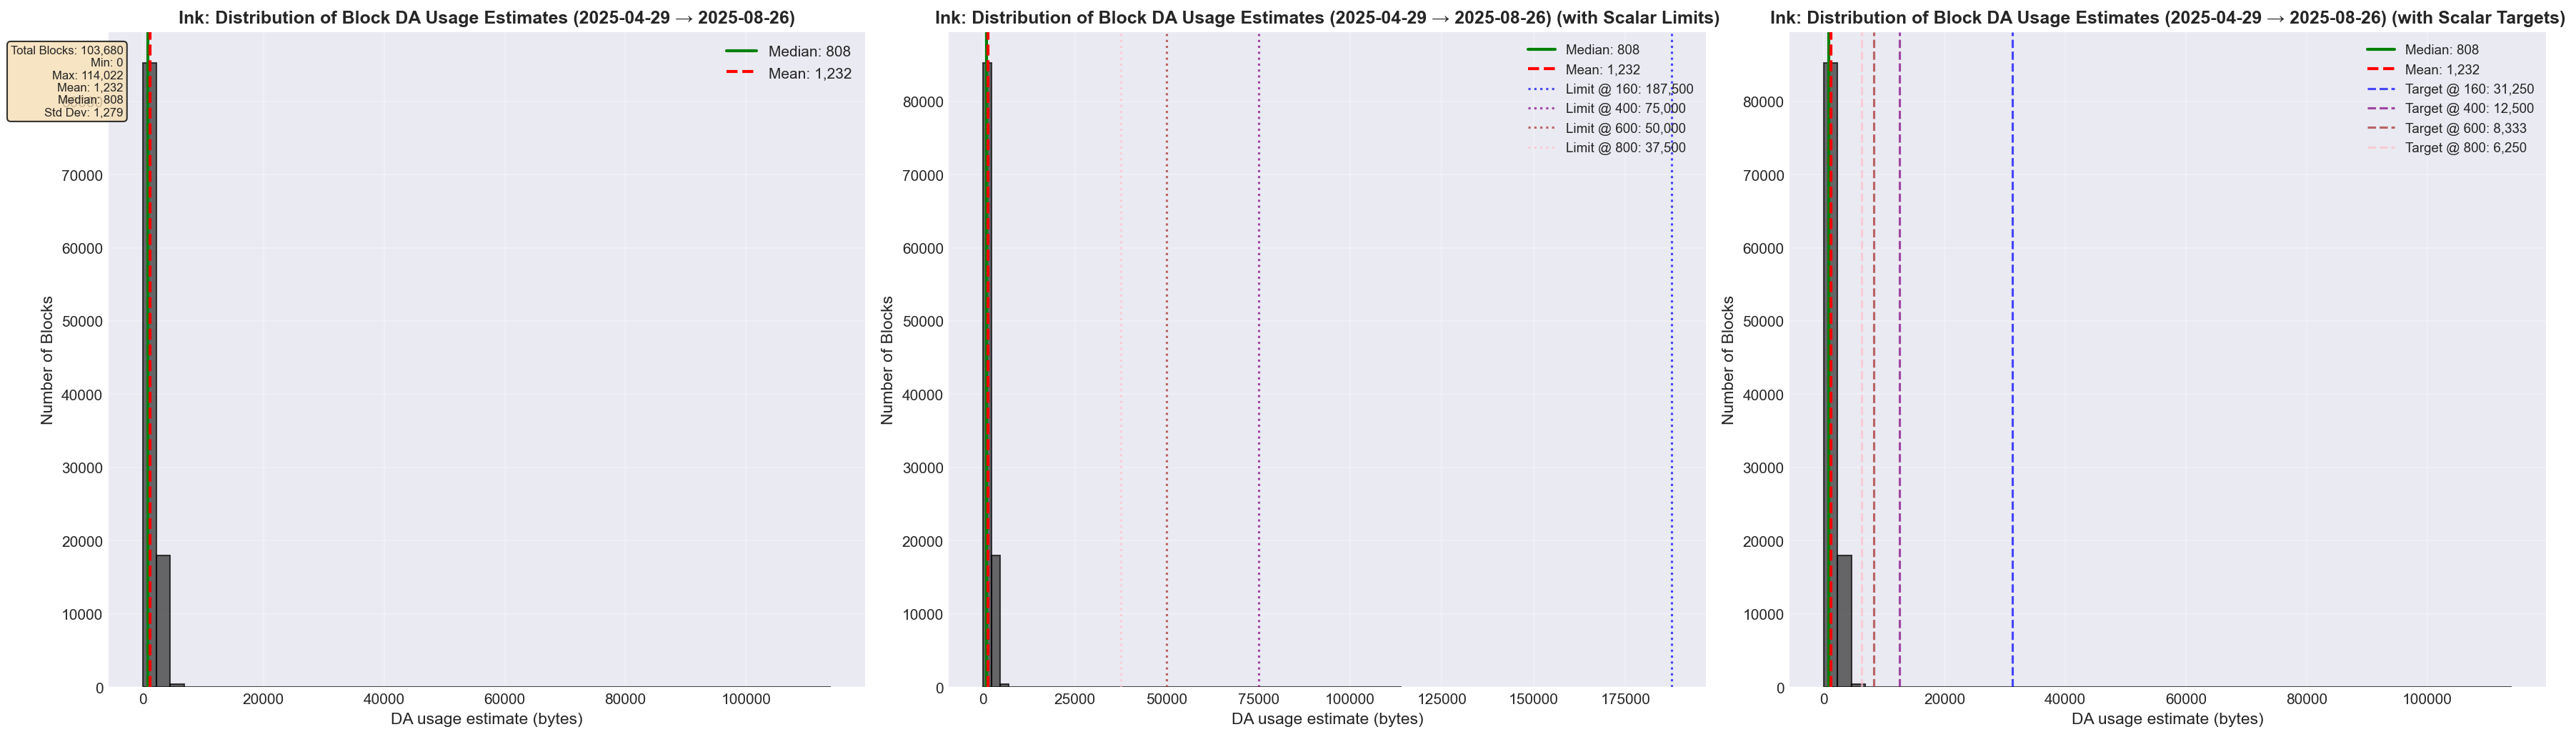 Ink: Distribution of Block DA Usage Estimates (2025-04-29 → 2025-08-26)
Total Blocks: 103,680
Min: 0
Max: 114,022
Mean: 1,232
Median: 808
Std Dev: 1,279
Median: 808
Mean: 1,232
Number of Blocks
70000
60000
50000
40000
30000
20000
10000
0
0 20000 40000 60000 80000 100000
DA usage estimate (bytes)
Ink: Distribution of Block DA Usage Estimates (2025-04-29 → 2025-08-26) (with Scalar Limits)
Median: 808
Mean: 1,232
Limit @ 160: 187,500
Limit @ 400: 75,000
Limit @ 600: 50,000
Limit @ 800: 37,500
Number of Blocks
80000
70000
60000
50000
40000
30000
20000
10000
0
0 25000 50000 75000 100000 125000 150000 175000
DA usage estimate (bytes)
Ink: Distribution of Block DA Usage Estimates (2025-04-29 → 2025-08-26) (with Scalar Targets)
Median: 808
Mean: 1,232
Target @ 160: 31,250
Target @ 400: 12,500
Target @ 600: 8,333
Target @ 800: 6,250
Number of Blocks
80000
70000
60000
50000
40000
30000
20000
10000
0
0 20000 40000 60000 80000 100000
DA usage estimate (bytes)